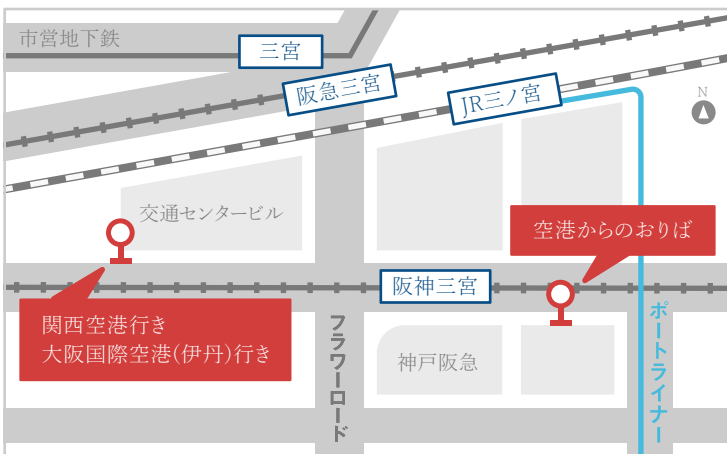 市営地下鉄
三宮
阪急三宮
JR三ノ宮
N
交通センタービル
空港からのおりば
阪神三宮
関西空港行き
大阪国際空港(伊丹)行き
フラワーロード
神戸阪急
ポートライナー